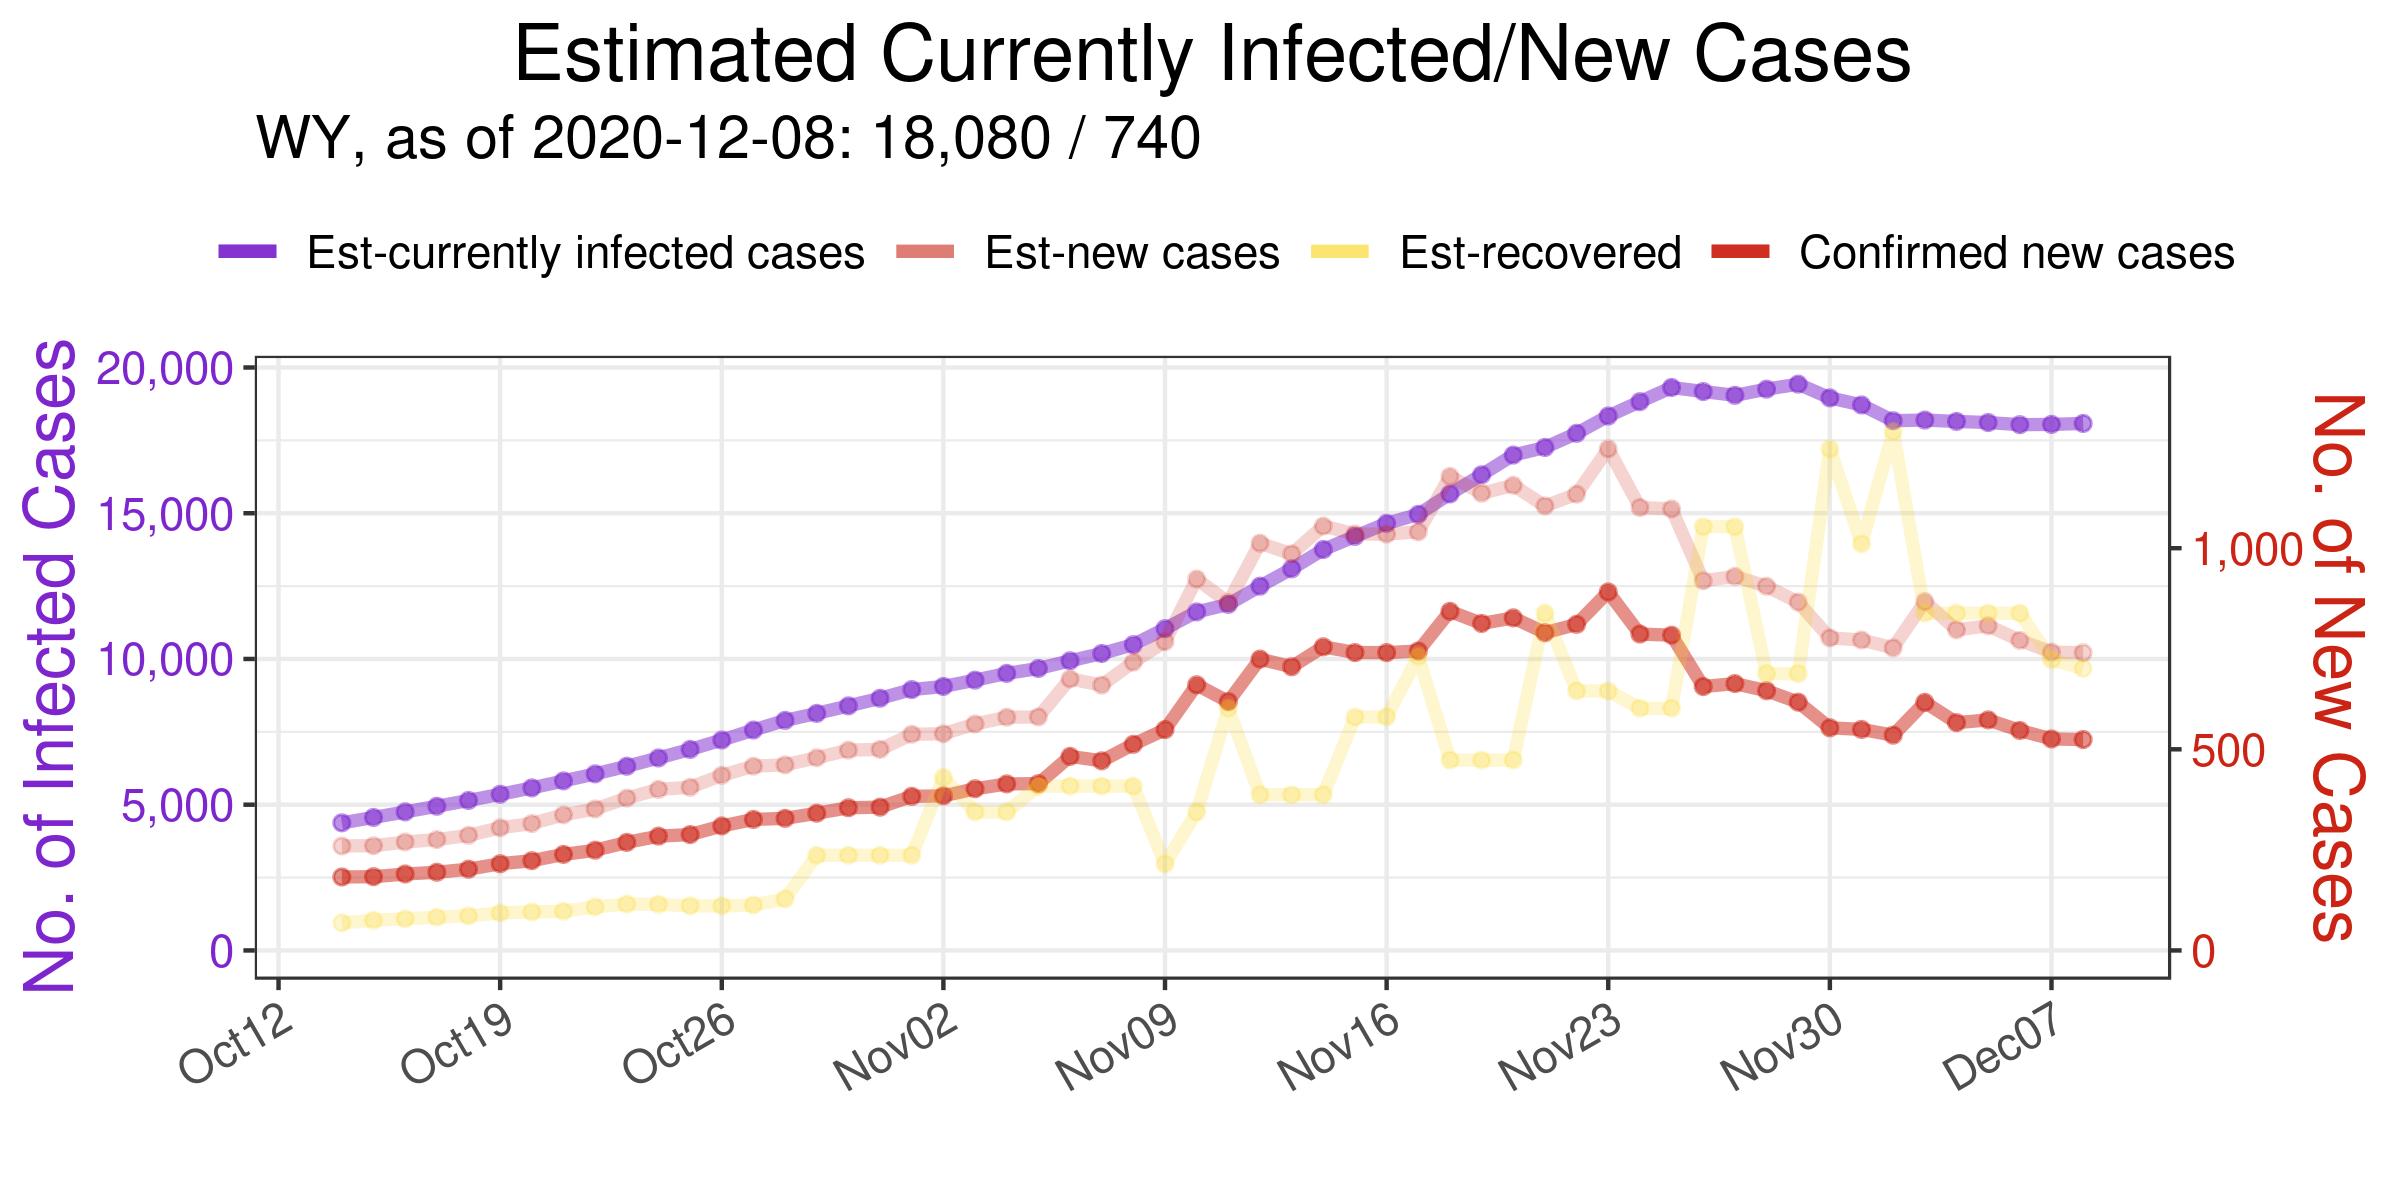 Estimated Currently Infected/New Cases
WY, as of 2020-12-08: 18,080 / 740
Est-currently infected cases
Est-new cases
Est-recovered
Confirmed new cases
No. of Infected Cases
20,000
15,000
10,000
5,000
0
1,000
500
0
No. of New Cases
Oct12
Oct19
Oct26
Nov02
Nov09
Nov16
Nov23
Nov30
Dec07